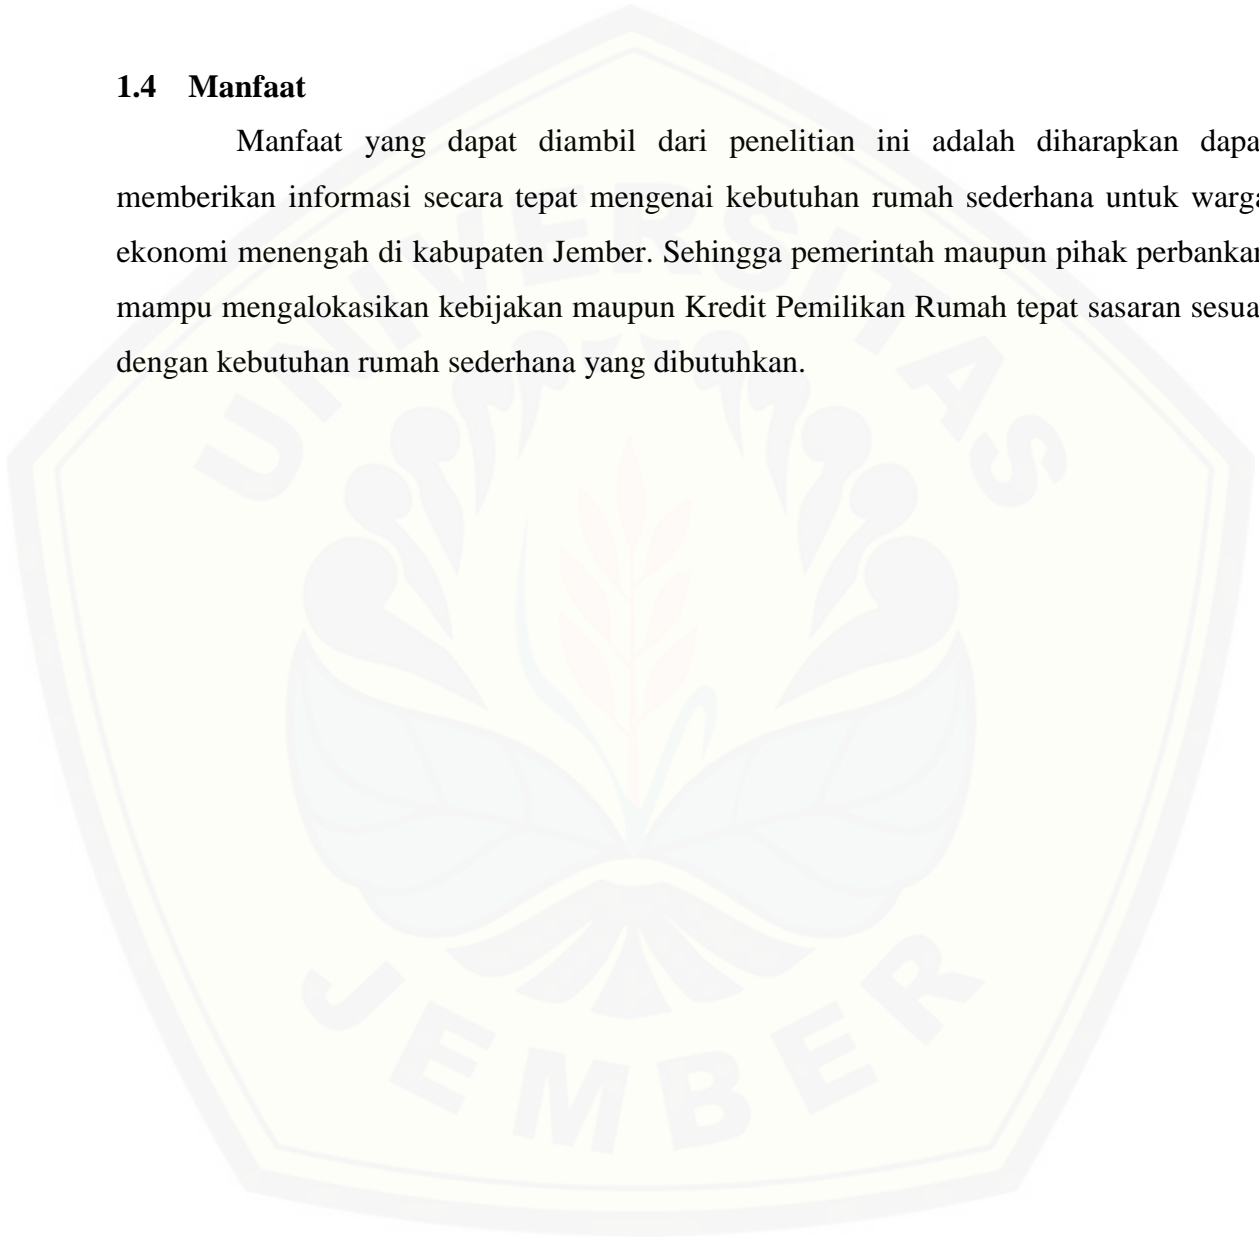 1.4 Manfaat
Manfaat yang dapat diambil dari penelitian ini adalah diharapkan dapa
memberikan informasi secara tepat mengenai kebutuhan rumah sederhana untuk warga
ekonomi menengah di kabupaten Jember. Sehingga pemerintah maupun pihak perbankan
mampu mengalokasikan kebijakan maupun Kredit Pemilikan Rumah tepat sasaran sesua
dengan kebutuhan rumah sederhana yang dibutuhkan.
UNIVERSITAS
JEMBER